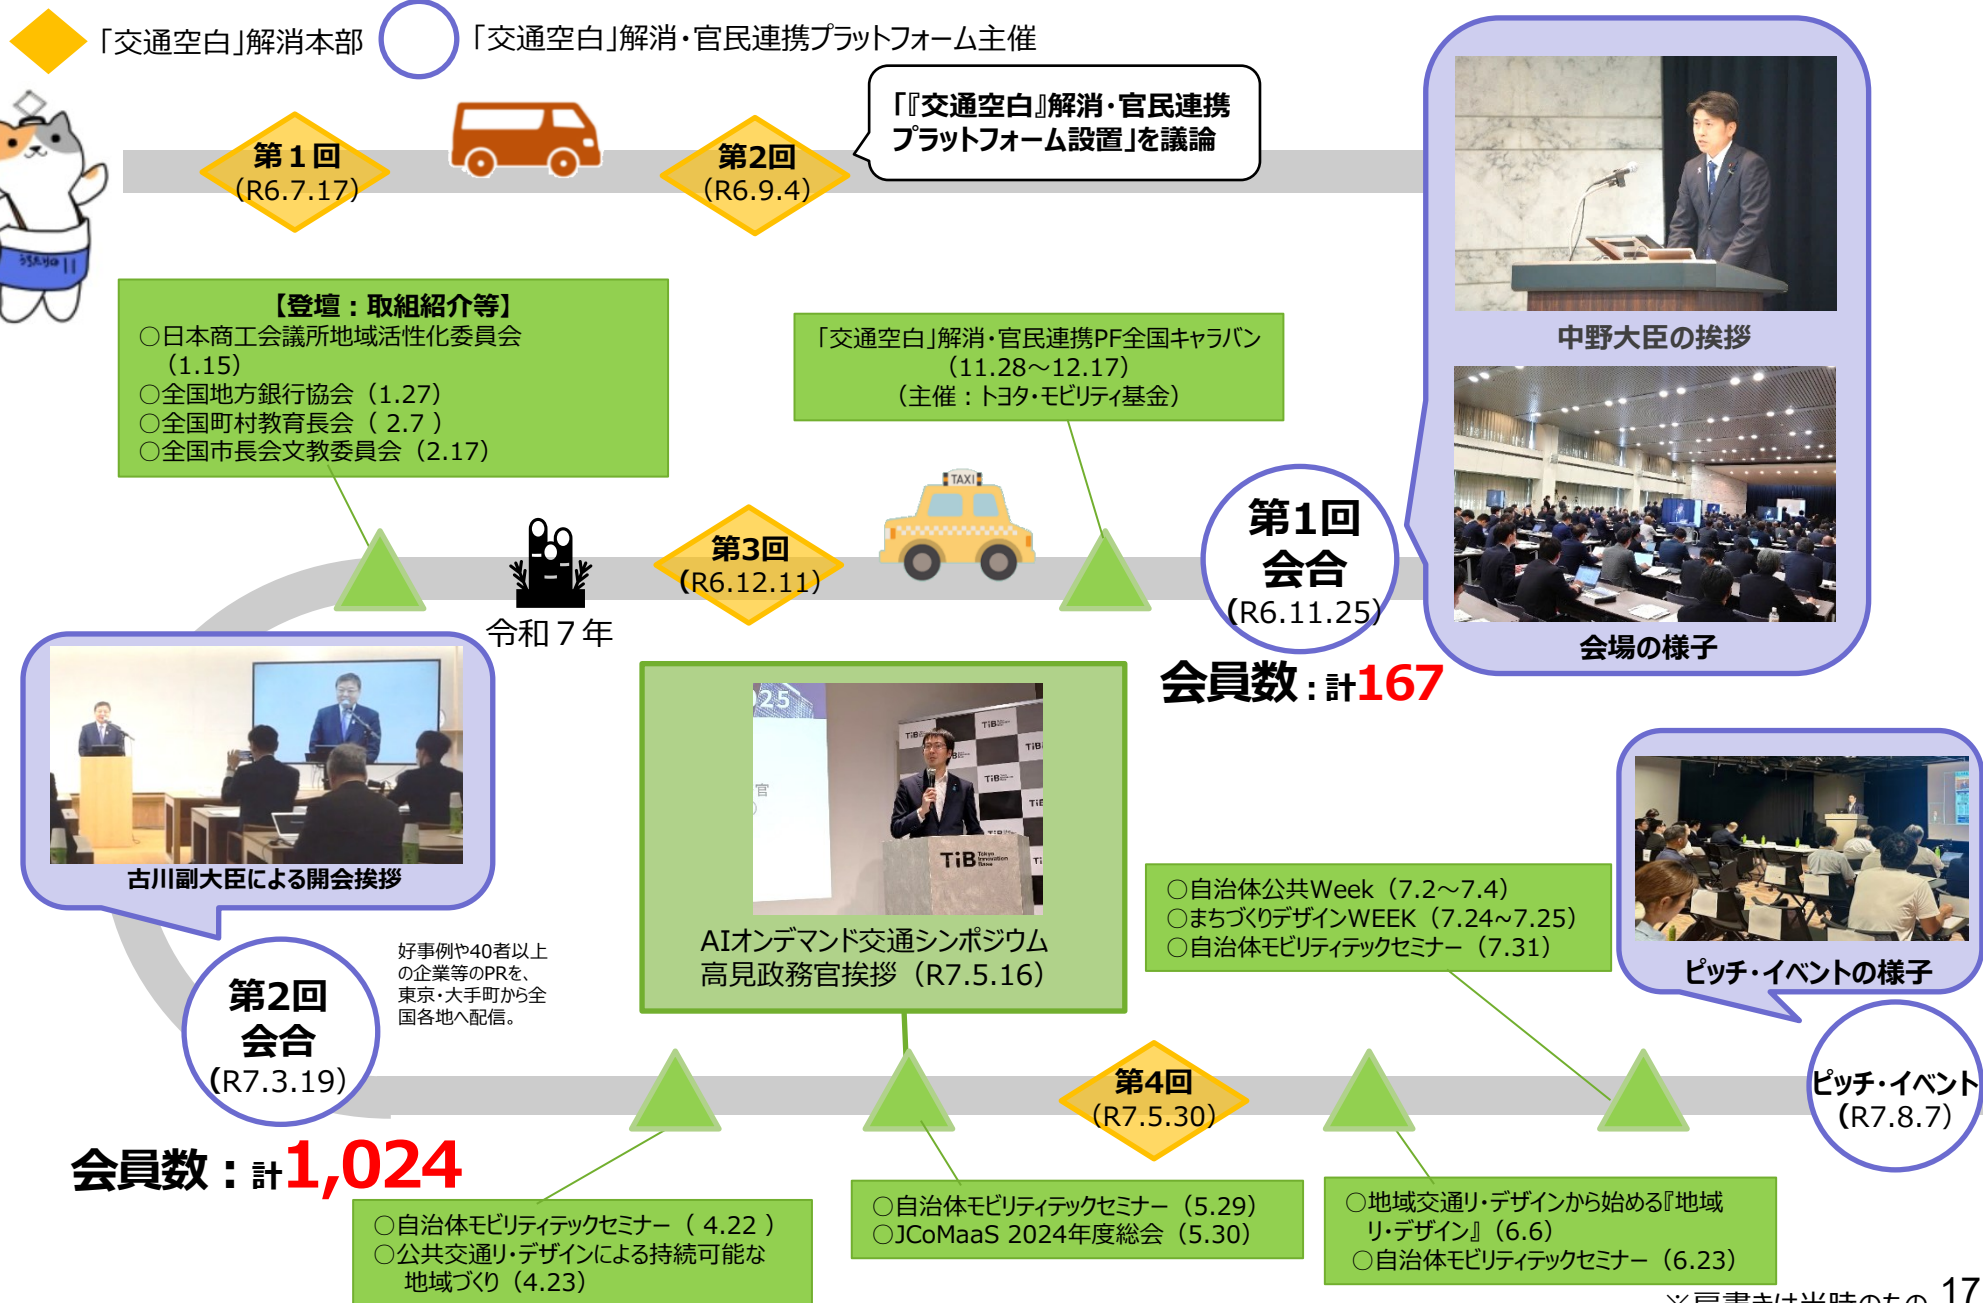 「交通空白」解消本部
「交通空白」解消・官民連携プラットフォーム主催
第１回
（R6.7.17）
第2回
（R6.9.4）
「『交通空白』解消・官民連携
プラットフォーム設置」を議論
中野大臣の挨拶
会場の様子
【登壇：取組紹介等】
○日本商工会議所地域活性化委員会
（1.15）
○全国地方銀行協会（1.27）
○全国町村教育長会（ 2.7 ）
○全国市長会文教委員会（2.17）
「交通空白」解消・官民連携PF全国キャラバン
（11.28～12.17）
（主催：トヨタ・モビリティ基金）
TAXI
第1回
会合
（R6.11.25）
会員数：計167
第3回
（R6.12.11）
令和７年
古川副大臣による開会挨拶
第2回
会合
（R7.3.19）
会員数：計1,024
好事例や40者以上
の企業等のPRを、
東京・大手町から全
国各地へ配信。
025
官
TiB
TiB
TiB
TiB Tokyo Innovation Base
AIオンデマンド交通シンポジウム
高見政務官挨拶（R7.5.16）
○自治体公共Week（7.2～7.4）
○まちづくりデザインWEEK（7.24~7.25）
○自治体モビリティテックセミナー（7.31）
ピッチ・イベントの様子
ピッチ・イベント
（R7.8.7）
第4回
（R7.5.30）
○自治体モビリティテックセミナー（ 4.22 ）
○公共交通リ・デザインによる持続可能な
地域づくり（4.23）
○自治体モビリティテックセミナー（5.29）
○JCoMaaS 2024年度総会（5.30）
○地域交通リ・デザインから始める『地域
リ・デザイン』（6.6）
○自治体モビリティテックセミナー（6.23）
※肩書きは当時のもの
17